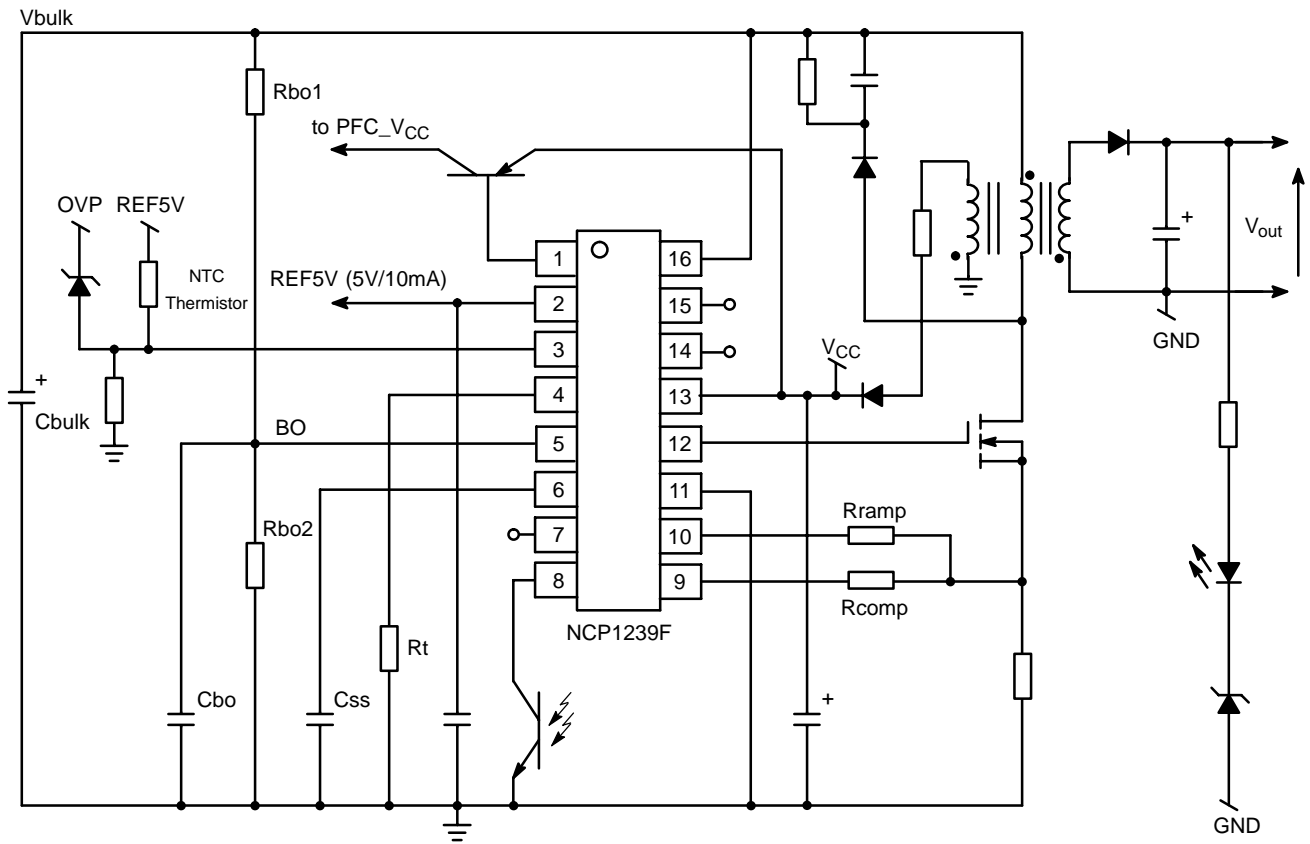 Vbulk
Rbo1
to PFC_VCC
OVP
REF5V
+
Vout
NTC
Thermistor
1
16
REF5V (5V/10mA)
2
15
GND
3
14
VCC
+
Cbulk
4
13
BO
5
12
6
11
Rramp
Rbo2
7
10
8
9
Rcomp
NCP1239F
Rt
Cbo
Css
+
GND